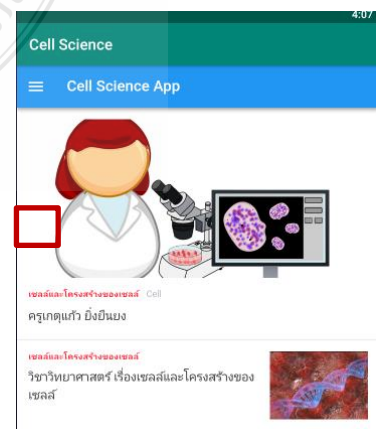 4:07
Cell Science
Cell Science App
เซลล์และโครงสร้างของเซลล์ Cell
ครูเกตุแก้ว ยิ่งยืนยง
เซลล์และโครงสร้างของเซลล์
วิชาวิทยาศาสตร์ เรื่องเซลล์และโครงสร้างของ
เซลล์